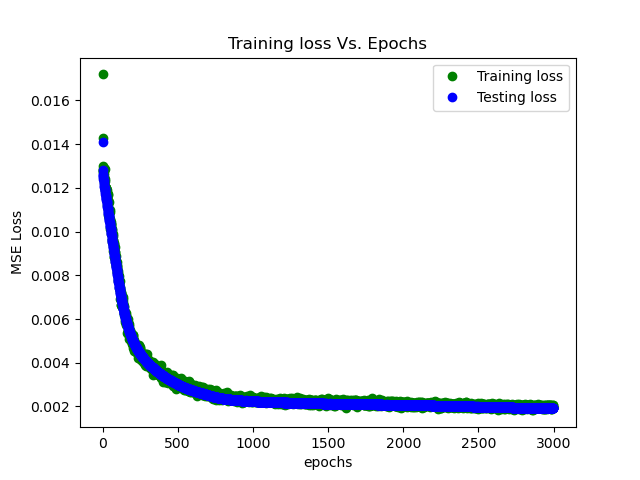 Training loss Vs. Epochs
Training loss
Testing loss
MSE Loss
0.016
0.014
0.012
0.010
0.008
0.006
0.004
0.002
0 500 1000 1500 2000 2500 3000
epochs